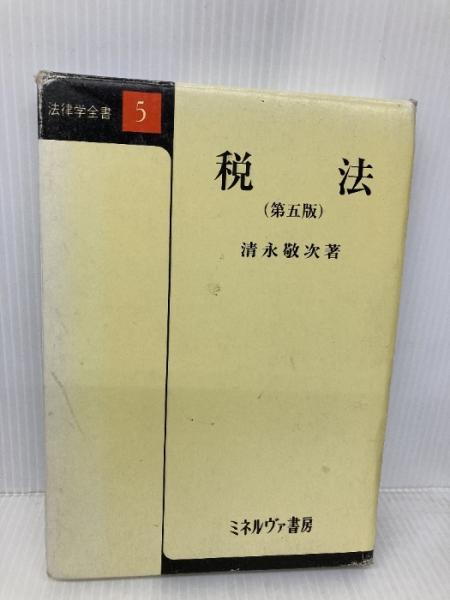 法律学全書 5
税 法
(第五版)
清永敬次著
ミネルヴァ書房